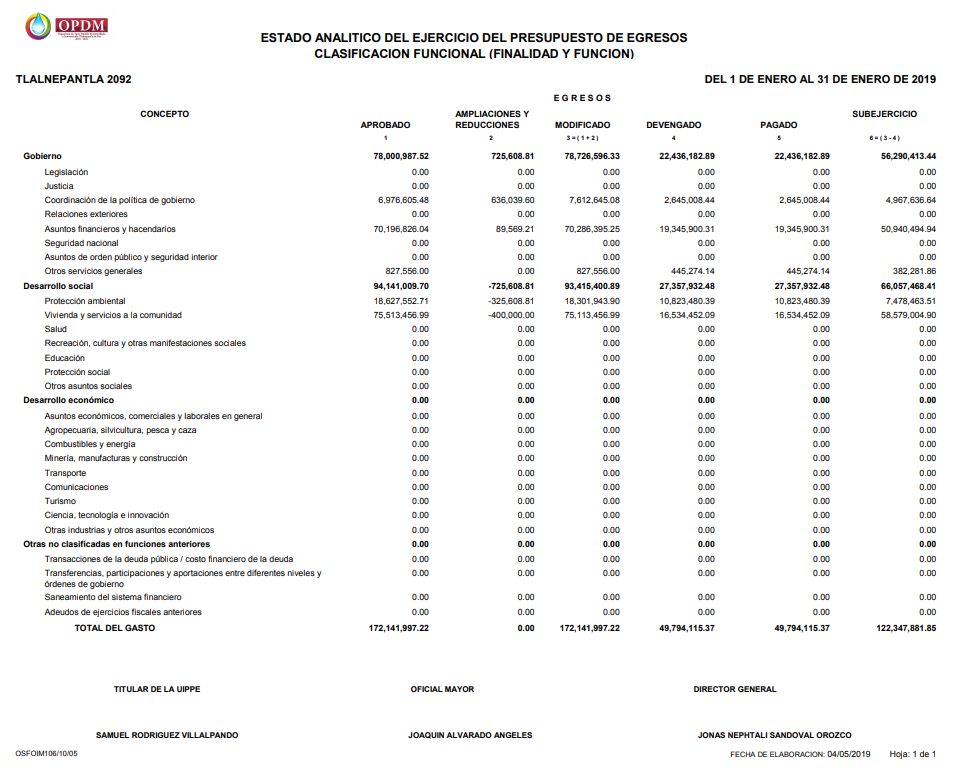 OPDM
ESTADO ANALITICO DEL EJERCICIO DEL PRESUPUESTO DE EGRESOS
CLASIFICACION FUNCIONAL (FINALIDAD Y FUNCION)
TLALNEPANTLA 2092 DEL 1 DE ENERO AL 31 DE ENERO DE 2019
E G R E S O S
CONCEPTO AMPLIACIONES Y SUBEJERCICIO
APROBADO REDUCCIONES MODIFICADO DEVENGADO PAGADO
1 2 3 = ( 1 + 2 ) 4 5 6 = ( 3 - 4 )
Gobierno 78,000,987.52 725,608.81 78,726,596.33 22,436,182.89 22,436,182.89 56,290,413.44
Legislación 0.00 0.00 0.00 0.00 0.00 0.00
Justicia 0.00 0.00 0.00 0.00 0.00 0.00
Coordinación de la política de gobierno 6,976,605.48 636,039.60 7,612,645.08 2,645,008.44 2,645,008.44 4,967,636.64
Relaciones exteriores 0.00 0.00 0.00 0.00 0.00 0.00
Asuntos financieros y hacendarios 70,196,826.04 89,569.21 70,286,395.25 19,345,900.31 19,345,900.31 50,940,494.94
Seguridad nacional 0.00 0.00 0.00 0.00 0.00 0.00
Asuntos de orden público y seguridad interior 0.00 0.00 0.00 0.00 0.00 0.00
Otros servicios generales 827,556.00 0.00 827,556.00 445,274.14 445,274.14 382,281.86
Desarrollo social 94,141,009.70 -725,608.81 93,415,400.89 27,357,932.48 27,357,932.48 66,057,468.41
Protección ambiental 18,627,552.71 -325,608.81 18,301,943.90 10,823,480.39 10,823,480.39 7,478,463.51
Vivienda y servicios a la comunidad 75,513,456.99 -400,000.00 75,113,456.99 16,534,452.09 16,534,452.09 58,579,004.90
Salud 0.00 0.00 0.00 0.00 0.00 0.00
Recreación, cultura y otras manifestaciones sociales 0.00 0.00 0.00 0.00 0.00 0.00
Educación 0.00 0.00 0.00 0.00 0.00 0.00
Protección social 0.00 0.00 0.00 0.00 0.00 0.00
Otros asuntos sociales 0.00 0.00 0.00 0.00 0.00 0.00
Desarrollo económico 0.00 0.00 0.00 0.00 0.00 0.00
Asuntos económicos, comerciales y laborales en general 0.00 0.00 0.00 0.00 0.00 0.00
Agropecuaria, silvicultura, pesca y caza 0.00 0.00 0.00 0.00 0.00 0.00
Combustibles y energía 0.00 0.00 0.00 0.00 0.00 0.00
Minería, manufacturas y construcción 0.00 0.00 0.00 0.00 0.00 0.00
Transporte 0.00 0.00 0.00 0.00 0.00 0.00
Comunicaciones 0.00 0.00 0.00 0.00 0.00 0.00
Turismo 0.00 0.00 0.00 0.00 0.00 0.00
Ciencia, tecnología e innovación 0.00 0.00 0.00 0.00 0.00 0.00
Otras industrias y otros asuntos económicos 0.00 0.00 0.00 0.00 0.00 0.00
Otras no clasificadas en funciones anteriores 0.00 0.00 0.00 0.00 0.00 0.00
Transacciones de la deuda pública / costo financiero de la deuda 0.00 0.00 0.00 0.00 0.00 0.00
Transferencias, participaciones y aportaciones entre diferentes niveles y 0.00 0.00 0.00 0.00 0.00 0.00
órdenes de gobierno
Saneamiento del sistema financiero 0.00 0.00 0.00 0.00 0.00 0.00
Adeudos de ejercicios fiscales anteriores 0.00 0.00 0.00 0.00 0.00 0.00
TOTAL DEL GASTO 172,141,997.22 0.00 172,141,997.22 49,794,115.37 49,794,115.37 122,347,881.85
TITULAR DE LA UIPPE OFICIAL MAYOR DIRECTOR GENERAL
SAMUEL RODRIGUEZ VILLALPANDO JOAQUIN ALVARADO ANGELES JONAS NEPHTALI SANDOVAL OROZCO
OSFOIM106/10/05 FECHA DE ELABORACION: 04/05/2019 Hoja: 1 de 1